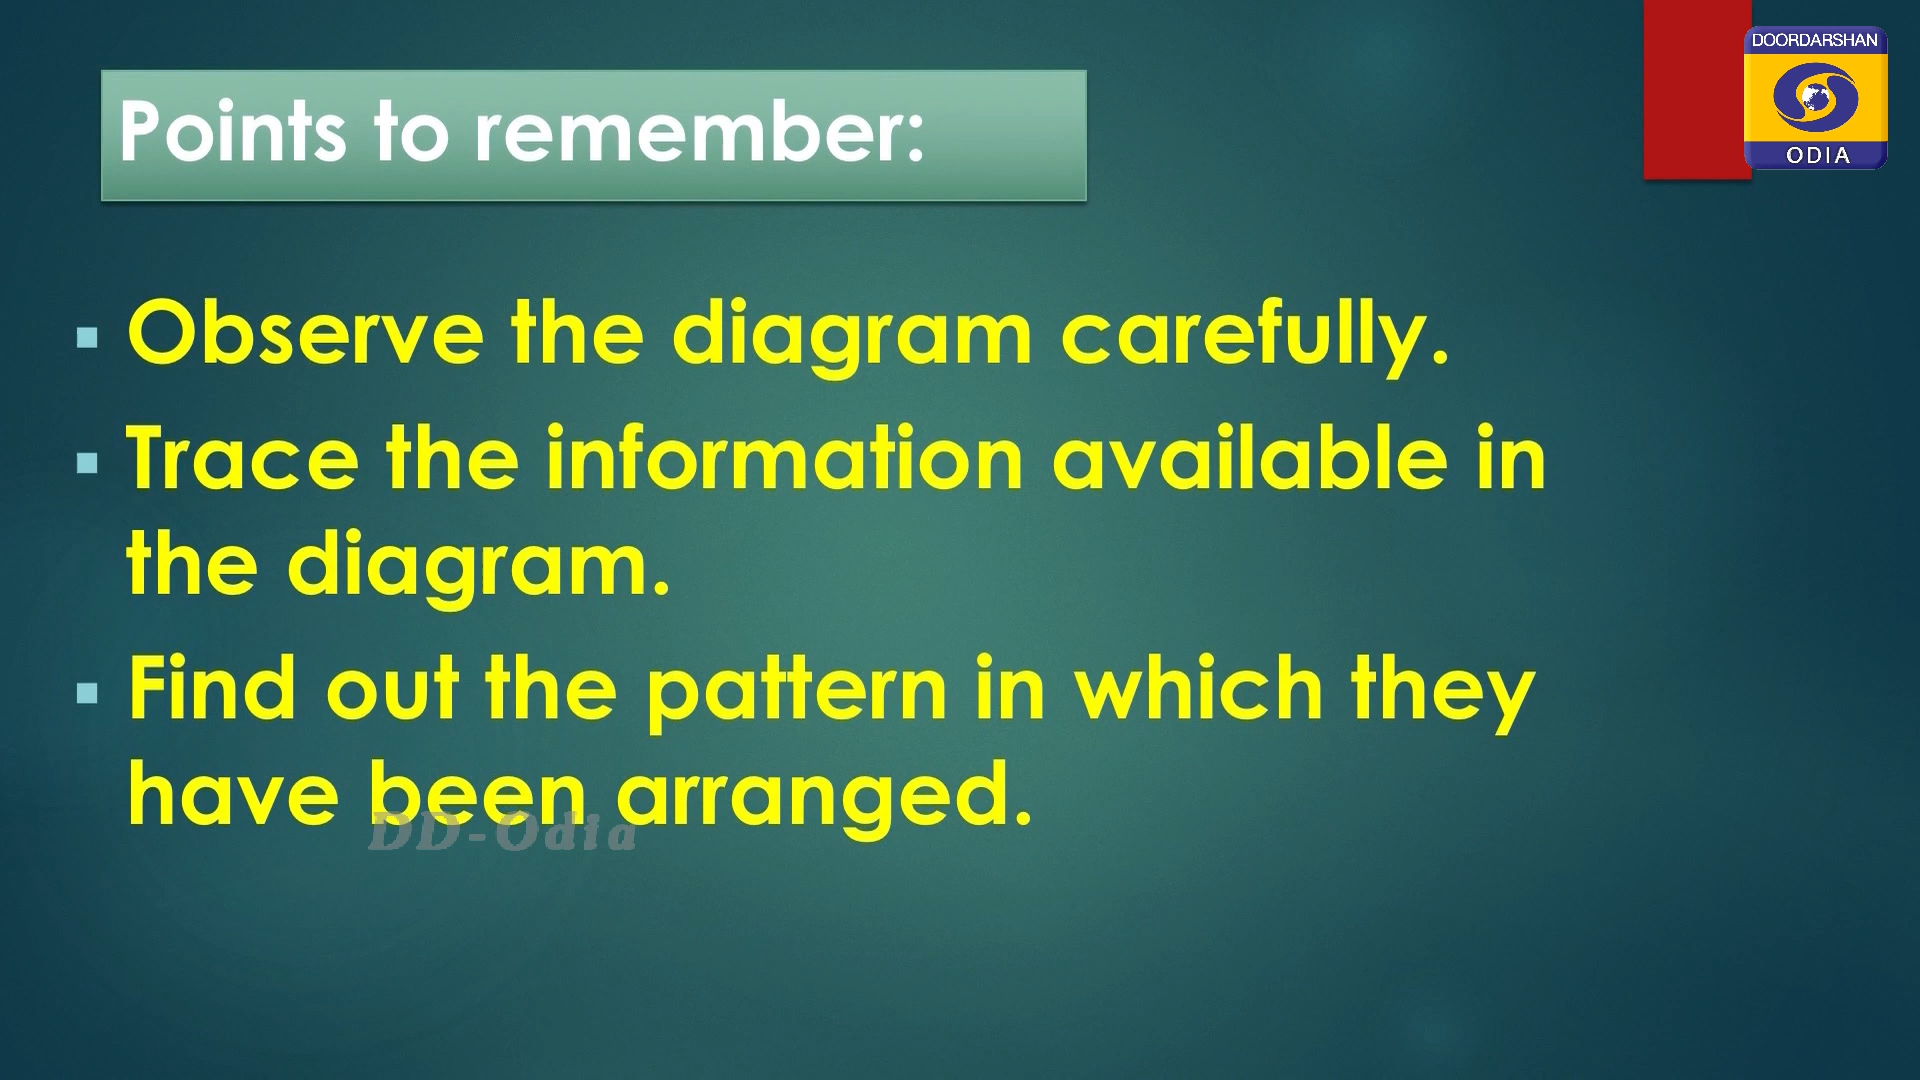 DOORDARSHAN
ODIA
Points to remember:
▪ Observe the diagram carefully.
▪ Trace the information available in
the diagram.
▪ Find out the pattern in which they
have been arranged.
DD-Odia